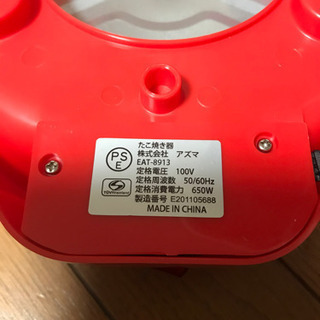 たこ焼き器
株式会社 アズマ
EAT-8913
定格電圧 100V
定格周波数 50/60Hz
定格消費電力 650W
製造番号 E201105688
MADE IN CHINA
PS
E